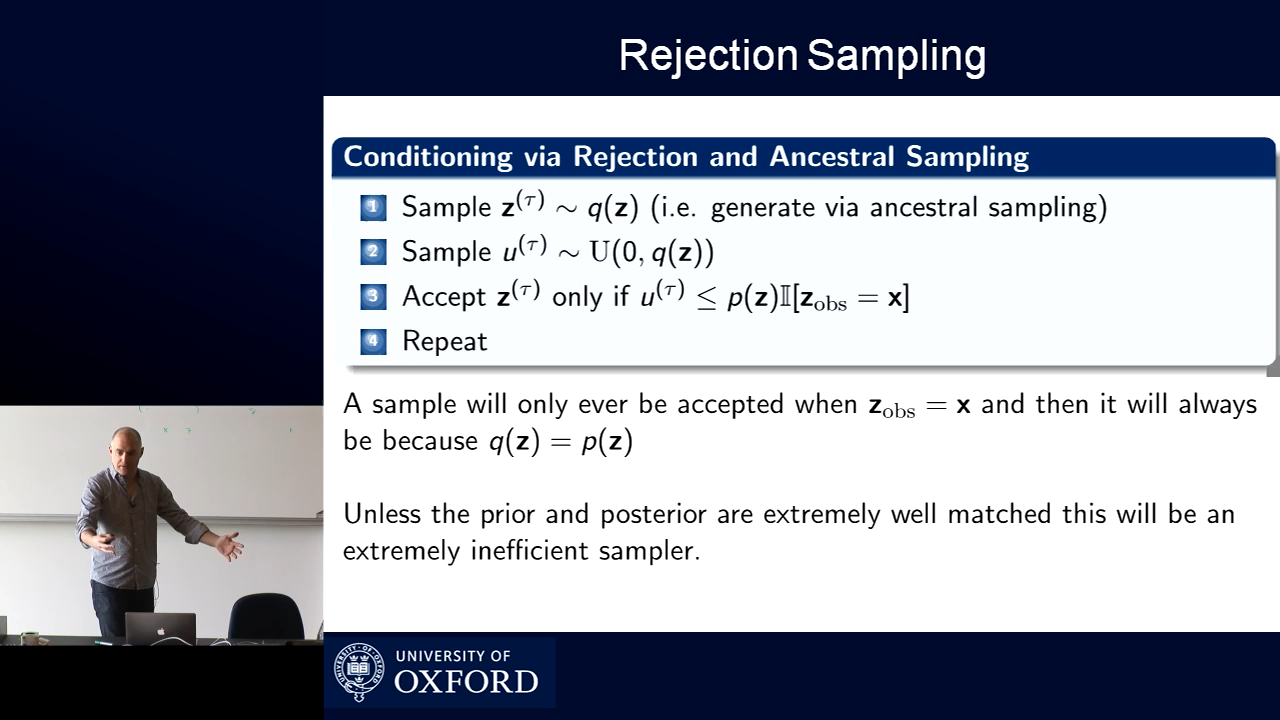 Rejection Sampling
Conditioning via Rejection and Ancestral Sampling
1 Sample z^(τ) ∼ q(z) (i.e. generate via ancestral sampling)
2 Sample u^(τ) ∼ U(0, q(z))
3 Accept z^(τ) only if u^(τ) ≤ p(z)𝕀[z_obs = x]
4 Repeat
A sample will only ever be accepted when z_obs = x and then it will always
be because q(z) = p(z)
Unless the prior and posterior are extremely well matched this will be an
extremely inefficient sampler.
UNIVERSITY OF
OXFORD